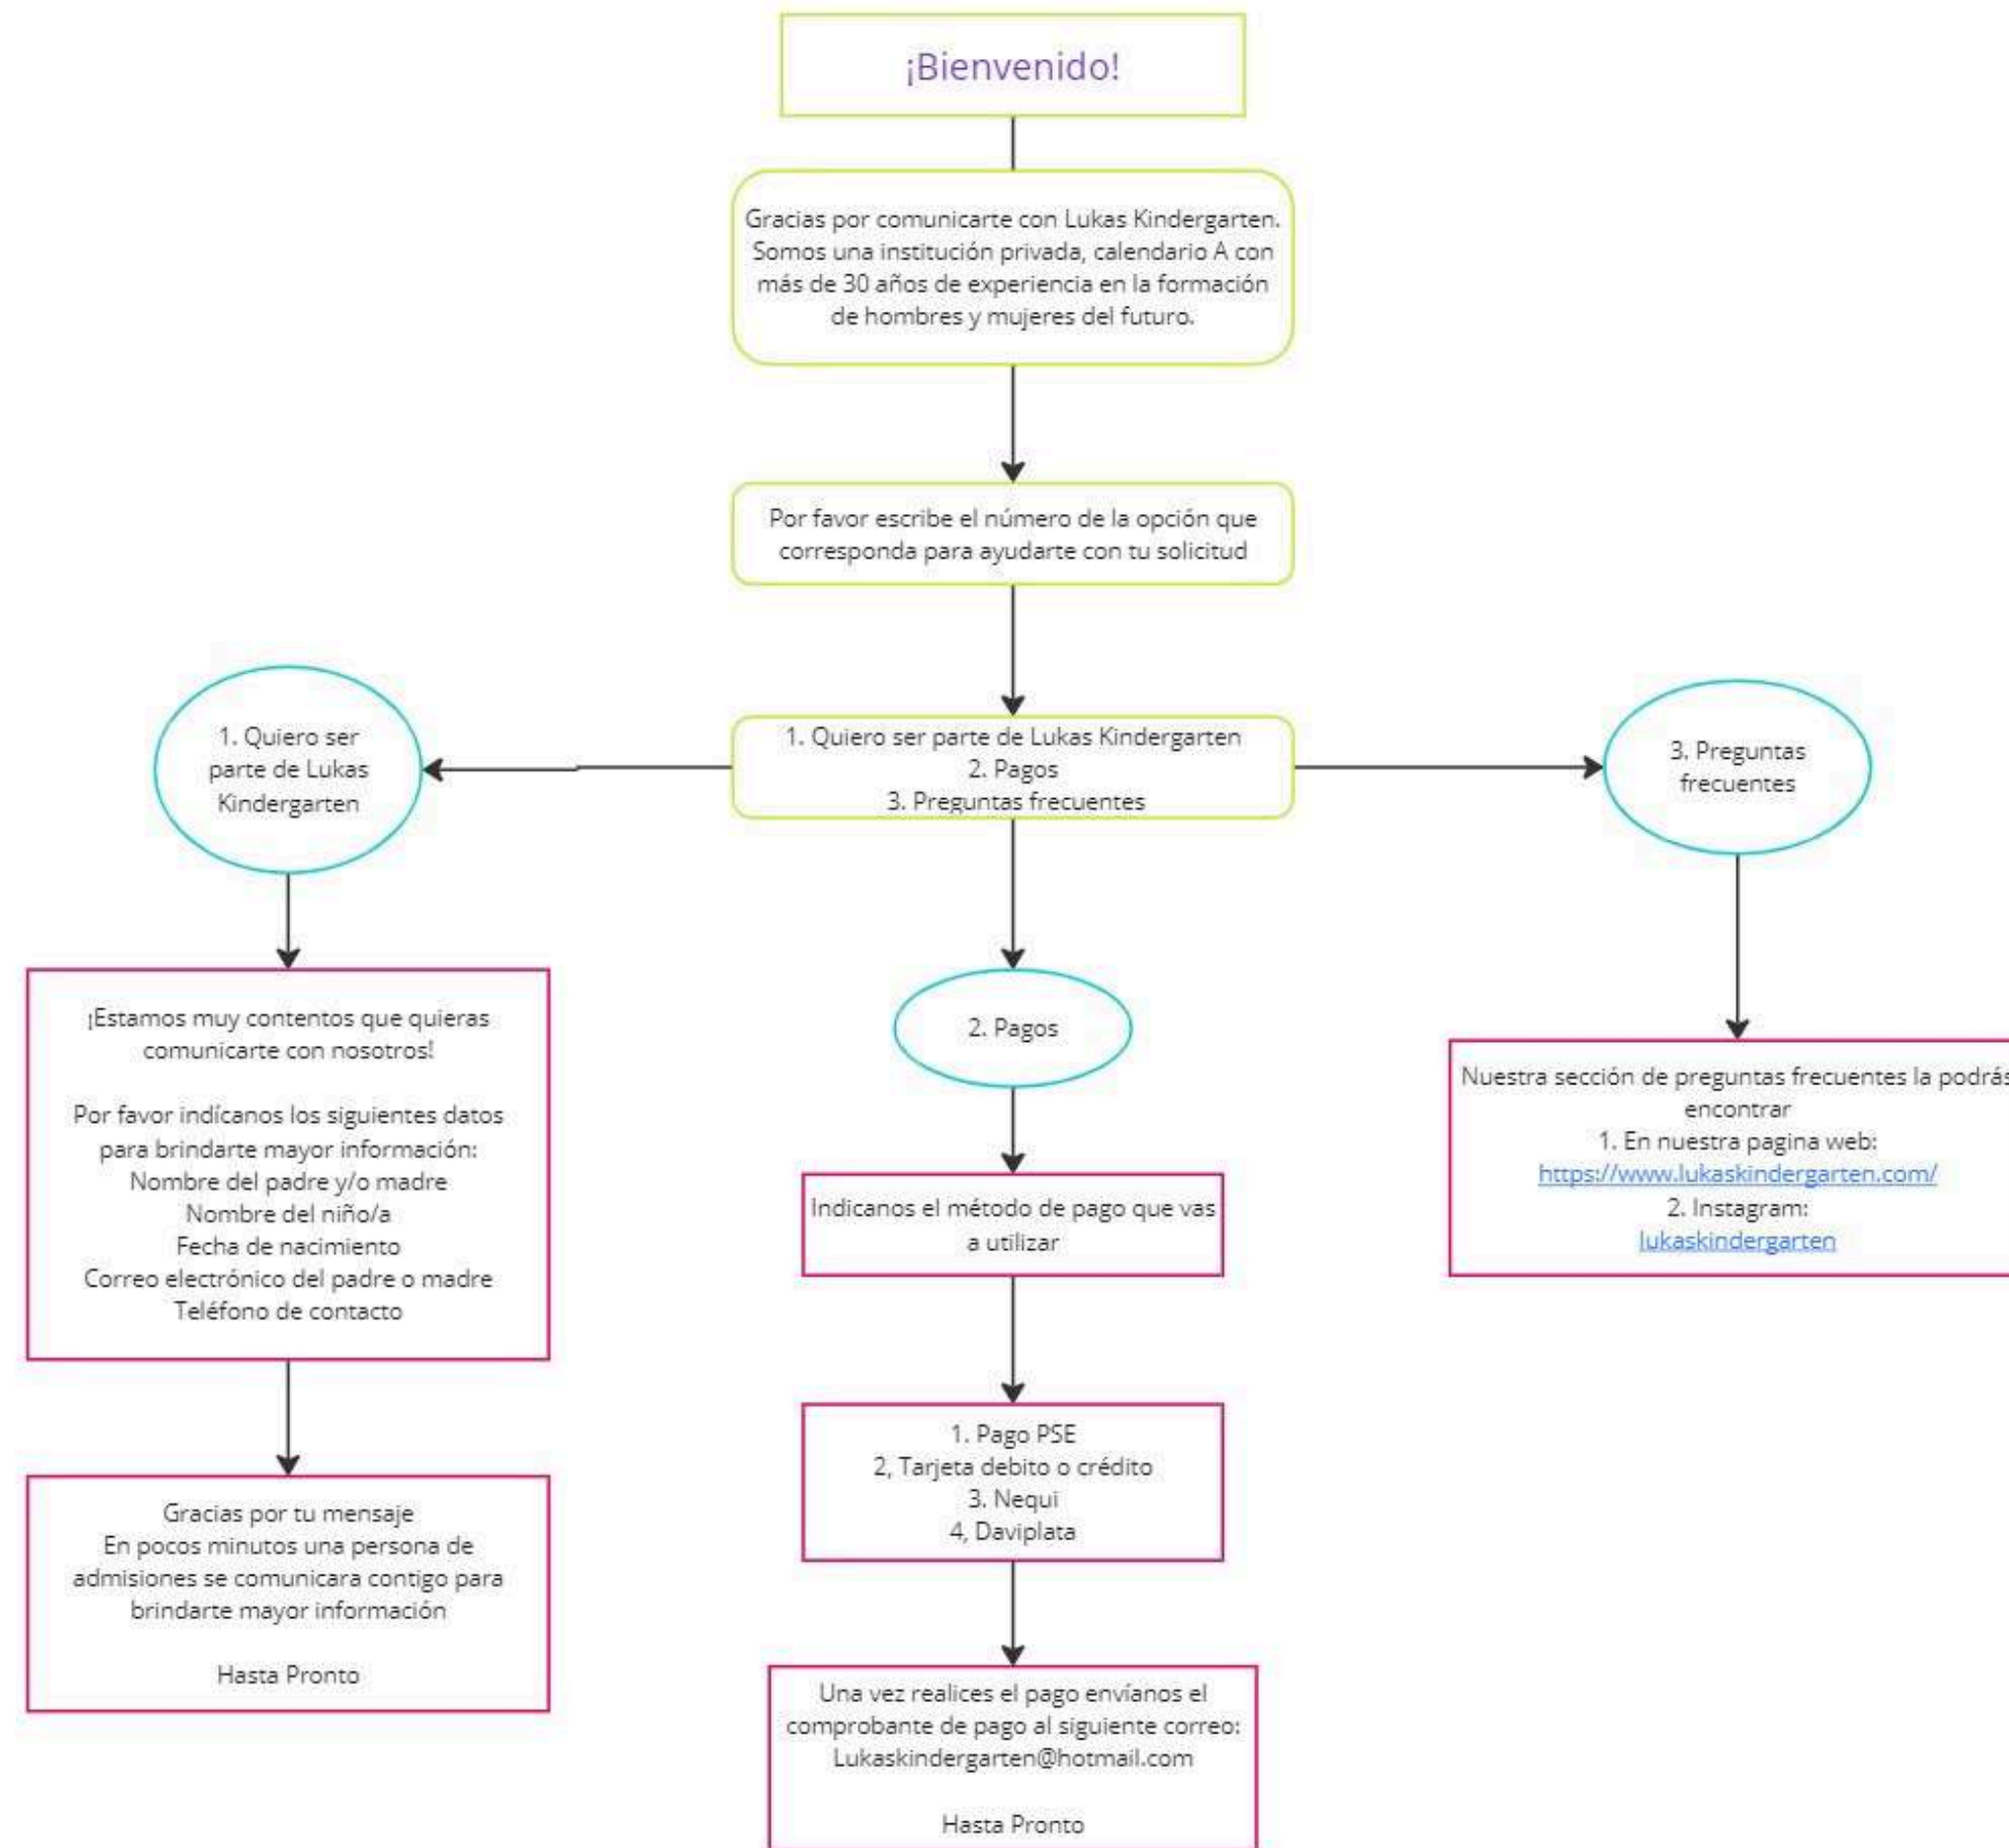 ¡Bienvenido!
Gracias por comunicarte con Lukas Kindergarten.
Somos una institución privada, calendario A con
más de 30 años de experiencia en la formación
de hombres y mujeres del futuro.
Por favor escribe el número de la opción que
corresponda para ayudarte con tu solicitud
1. Quiero ser
parte de Lukas
Kindergarten
1. Quiero ser parte de Lukas Kindergarten
2. Pagos
3. Preguntas frecuentes
3. Preguntas
frecuentes
¡Estamos muy contentos que quieras
comunicarte con nosotros!
Por favor indícanos los siguientes datos
para brindarte mayor información:
Nombre del padre y/o madre
Nombre del niño/a
Fecha de nacimiento
Correo electrónico del padre o madre
Teléfono de contacto
Gracias por tu mensaje
En pocos minutos una persona de
admisiones se comunicara contigo para
brindarte mayor información
Hasta Pronto
2. Pagos
Indicanos el método de pago que vas
a utilizar
1. Pago PSE
2, Tarjeta debito o crédito
3. Nequi
4, Daviplata
Una vez realices el pago envíanos el
comprobante de pago al siguiente correo:
Lukaskindergarten@hotmail.com
Hasta Pronto
Nuestra sección de preguntas frecuentes la podrás
encontrar
1. En nuestra pagina web:
https://www.lukaskindergarten.com/
2. Instagram:
lukaskindergarten